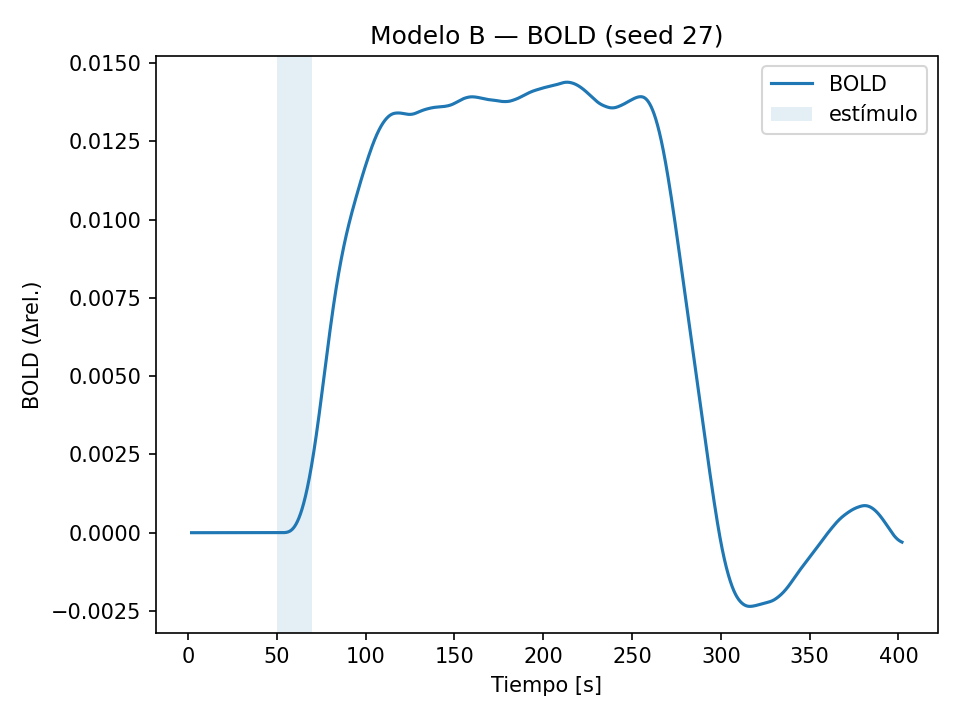 Modelo B — BOLD (seed 27)
BOLD
estímulo
0.0150
0.0125
0.0100
0.0075
0.0050
0.0025
0.0000
−0.0025
BOLD (Δrel.)
0 50 100 150 200 250 300 350 400
Tiempo [s]